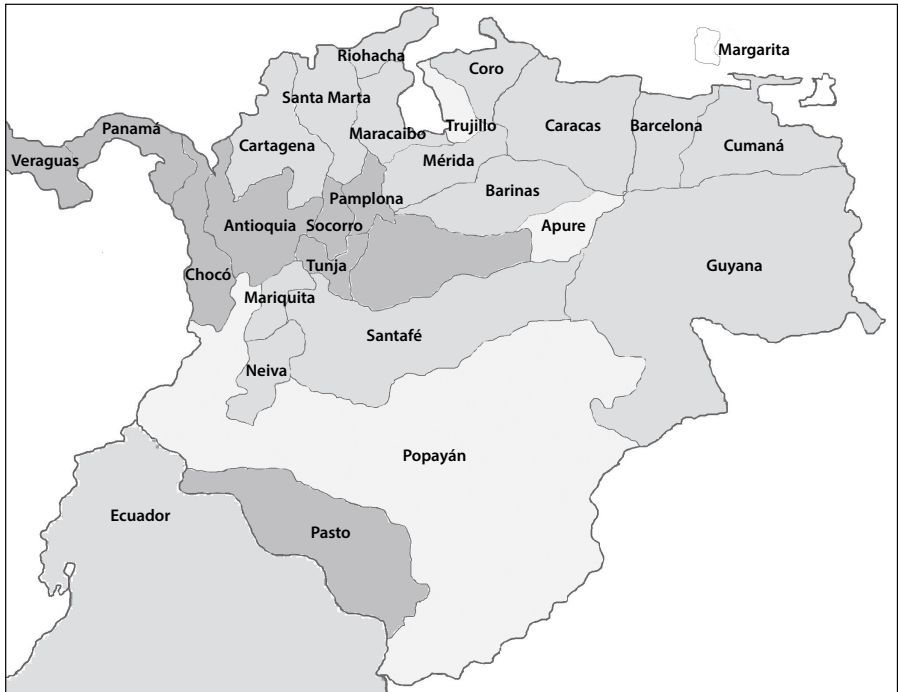 Margarita
Riohacha
Coro
Santa Marta
Panamá
Cartagena
Maracaibo
Trujillo
Caracas
Barcelona
Cumaná
Veraguas
Mérida
Barinas
Pamplona
Antioquia
Socorro
Apure
Chocó
Tunja
Guyana
Mariquita
Santafé
Neiva
Popayán
Ecuador
Pasto